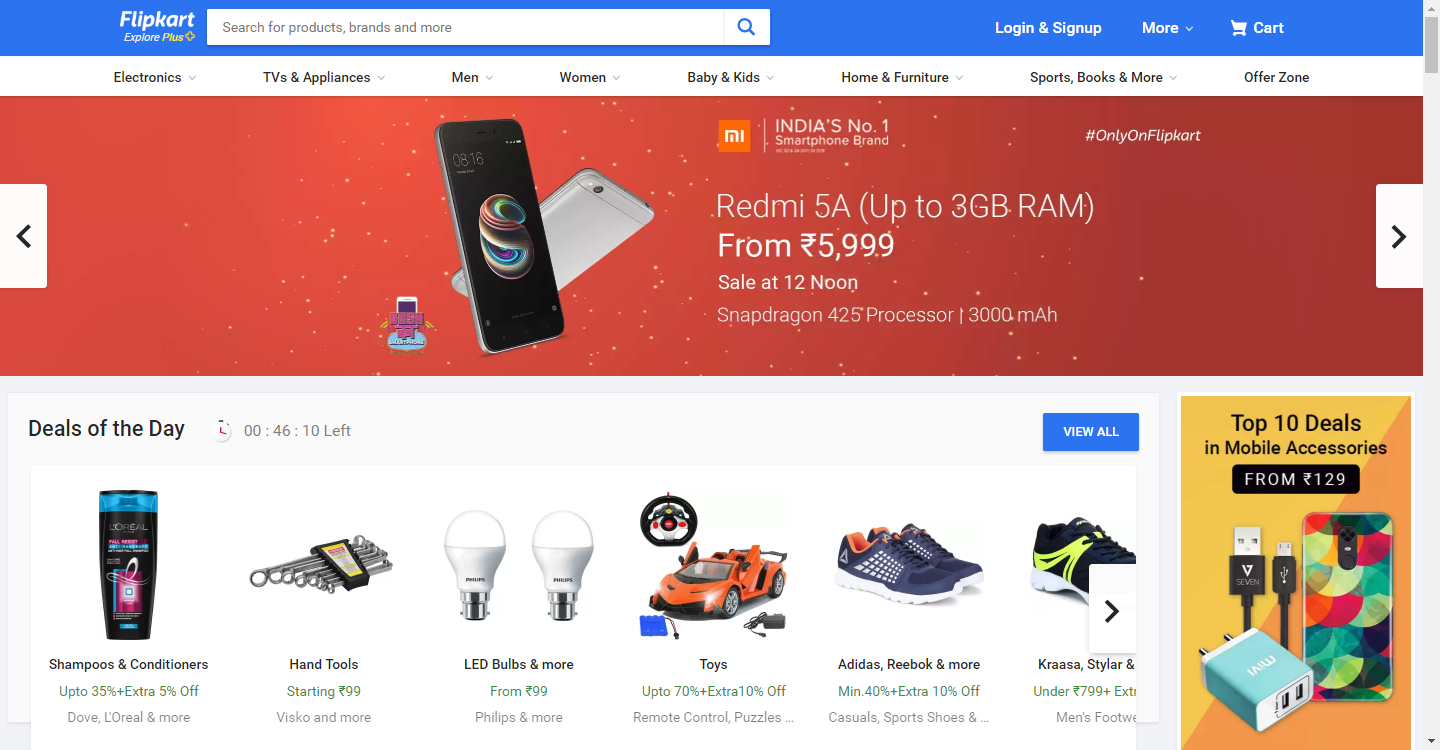 Flipkart
Explore Plus
Search for products, brands and more
Login & Signup
More
Cart
Electronics
TVs & Appliances
Men
Women
Baby & Kids
Home & Furniture
Sports, Books & More
Offer Zone
mi
INDIA'S No. 1
Smartphone Brand
#OnlyOnFlipkart
08:16
Redmi 5A (Up to 3GB RAM)
From ₹5,999
Sale at 12 Noon
Snapdragon 425 Processor | 3000 mAh
SMARTPHONE
Deals of the Day
00 : 46 : 10 Left
VIEW ALL
Top 10 Deals
in Mobile Accessories
FROM ₹129
L'ORÉAL
FALL RESIST
PHILIPS
PHILIPS
SEVEN
MIVI
Shampoos & Conditioners
Hand Tools
LED Bulbs & more
Toys
Adidas, Reebok & more
Kraasa, Stylar &
Upto 35%+Extra 5% Off
Starting ₹99
From ₹99
Upto 70%+Extra10% Off
Min.40%+Extra 10% Off
Under ₹799+ Extr
Dove, L'Oreal & more
Visko and more
Philips & more
Remote Control, Puzzles ...
Casuals, Sports Shoes & ...
Men's Footwe